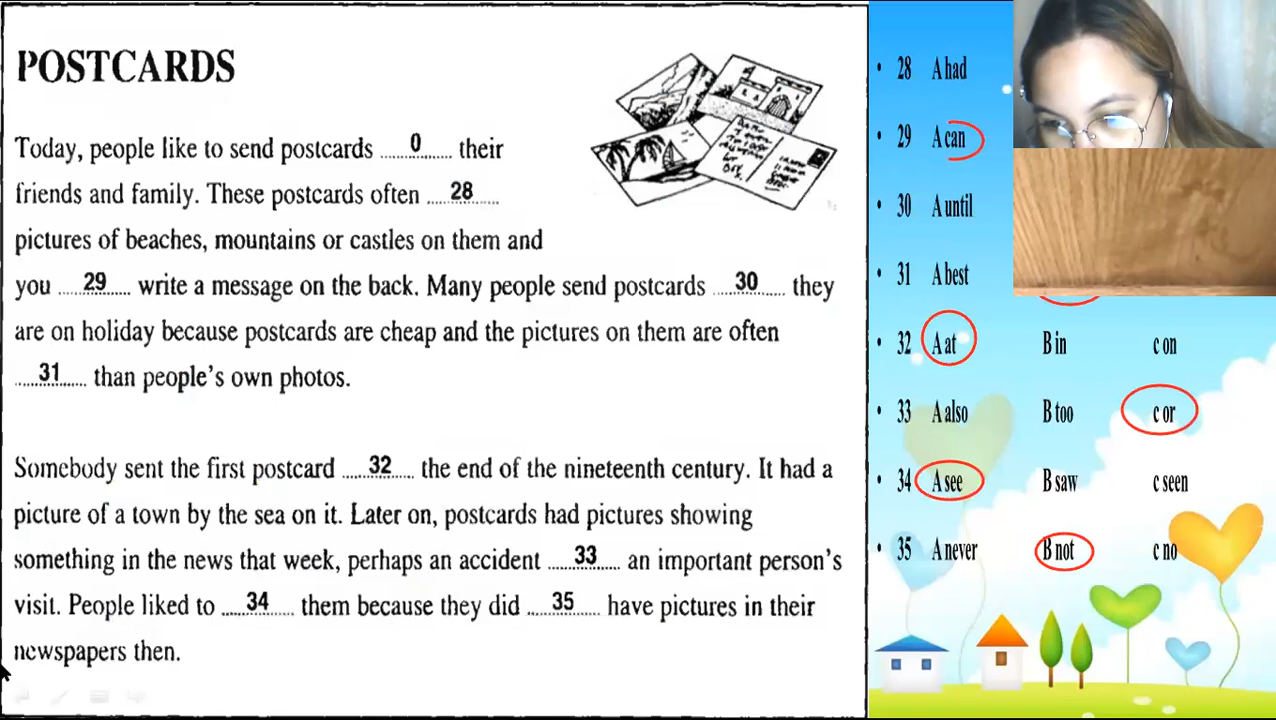 POSTCARDS
Today, people like to send postcards ....0.... their
friends and family. These postcards often ....28....
pictures of beaches, mountains or castles on them and
you ....29.... write a message on the back. Many people send postcards ....30.... they
are on holiday because postcards are cheap and the pictures on them are often
....31.... than people's own photos.
Somebody sent the first postcard ....32.... the end of the nineteenth century. It had a
picture of a town by the sea on it. Later on, postcards had pictures showing
something in the news that week, perhaps an accident ....33.... an important person's
visit. People liked to ....34.... them because they did ....35.... have pictures in their
newspapers then.
• 28 A had
• 29 A can
• 30 A until
• 31 A best
• 32 A at B in c on
• 33 A also B too c or
• 34 A see B saw c seen
• 35 A never B not c no